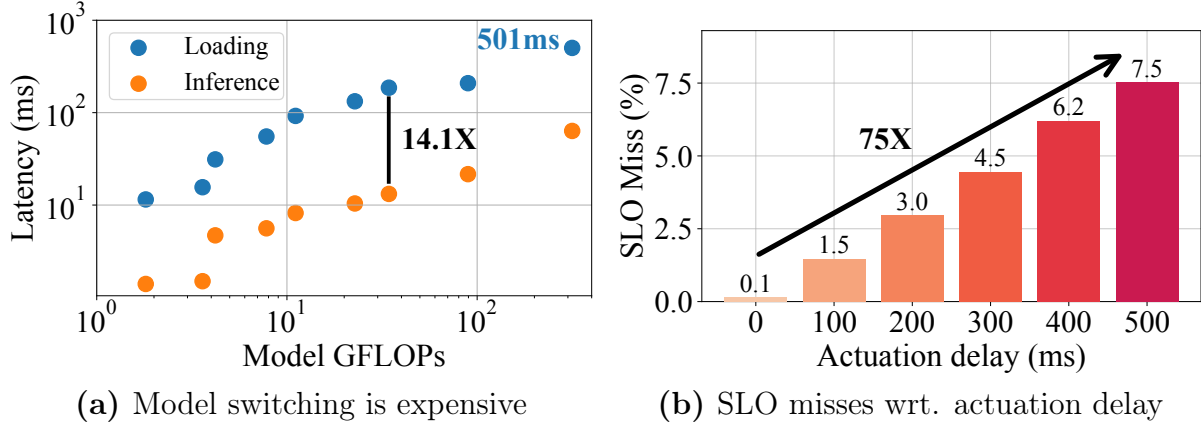 10³
10²
10¹
Latency (ms)
Loading
Inference
501ms
14.1X
10⁰ 10¹ 10²
Model GFLOPs
(a) Model switching is expensive
SLO Miss (%)
7.5
5.0
2.5
0.0
75X
0.1 1.5 3.0 4.5 6.2 7.5
0 100 200 300 400 500
Actuation delay (ms)
(b) SLO misses wrt. actuation delay